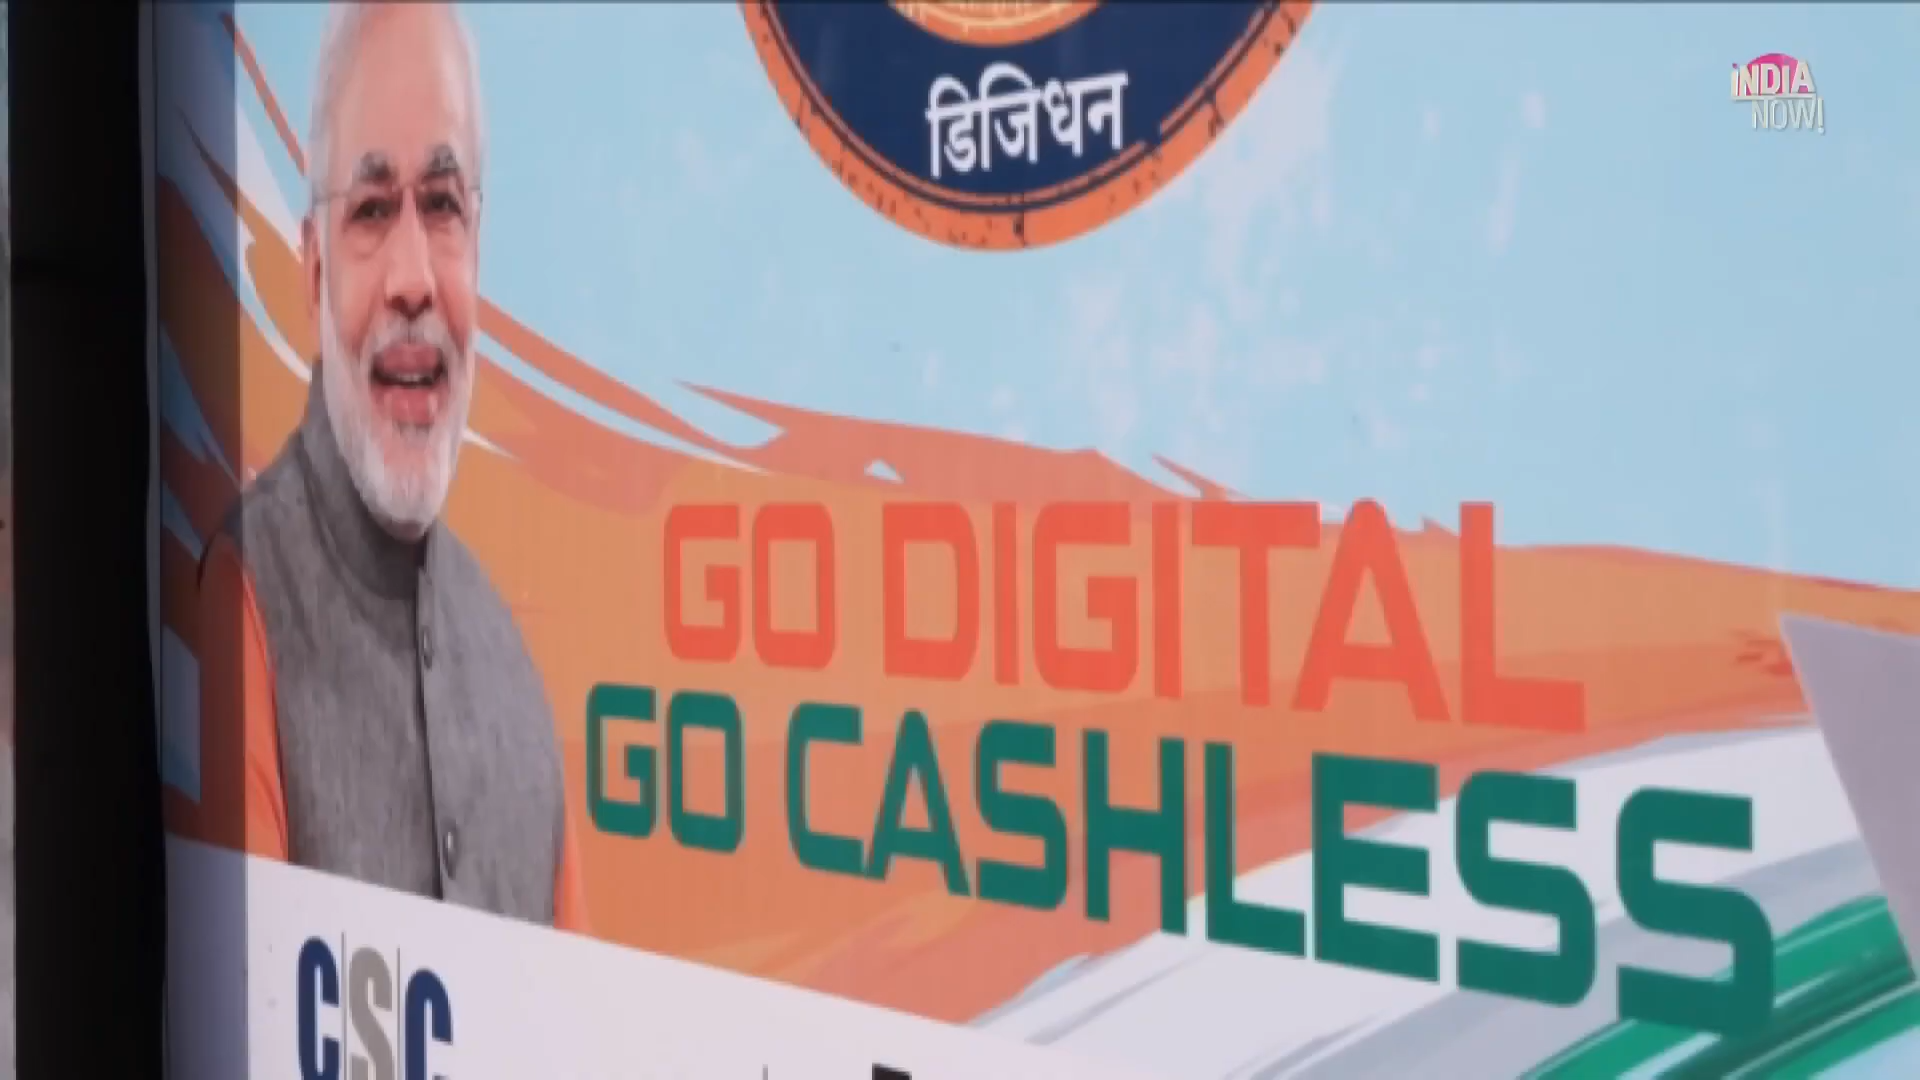 डिजिधन
INDIA
NOW!
GO DIGITAL
GO CASHLESS
CSC